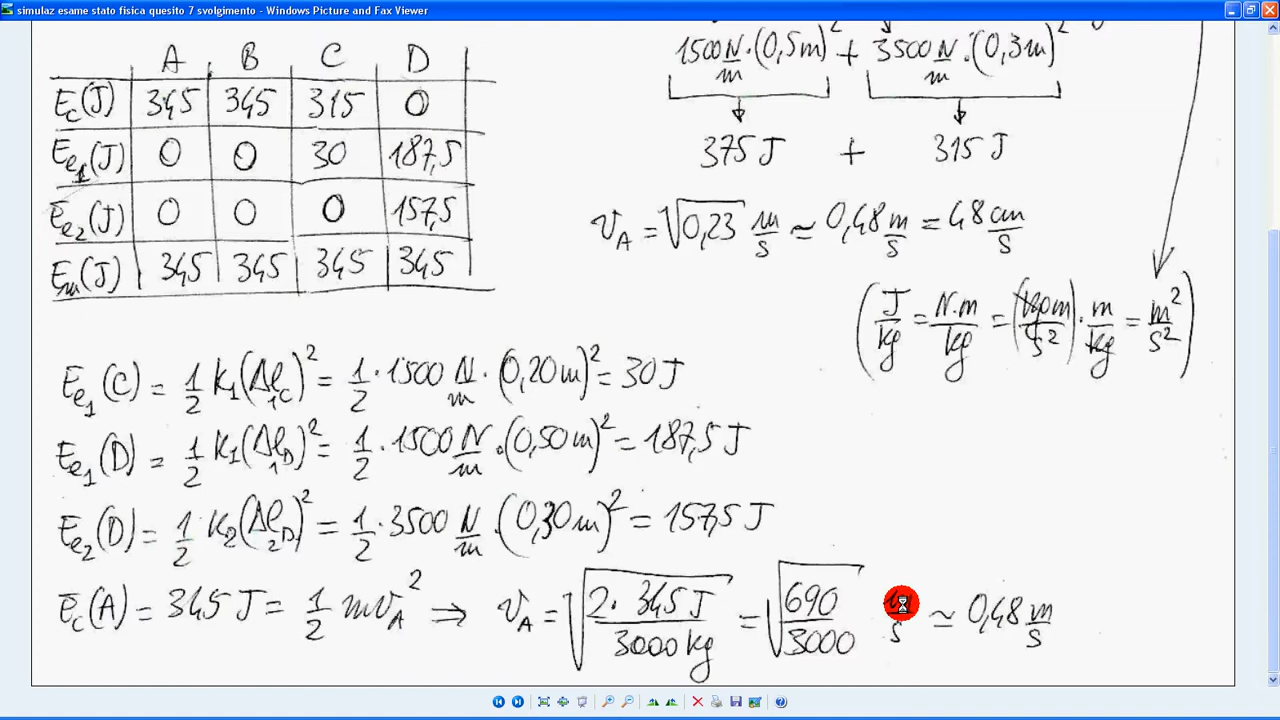 simulaz esame stato fisica quesito 7 svolgimento - Windows Picture and Fax Viewer
1500 N/m · (0,5m)² + 3500 N/m · (0,3m)²
375 J + 315 J
A B C D
Ec(J) 345 345 315 0
Ee1(J) 0 0 30 187,5
Ee2(J) 0 0 0 157,5
Em(J) 345 345 345 345
vA = √0,23 m/s ≃ 0,48 m/s = 48 cm/s
(J/kg = N·m/kg = (kg·m/s²) · m/kg = m²/s²)
Ee1(C) = 1/2 K1(Δl1C)² = 1/2 · 1500 N/m · (0,20m)² = 30 J
Ee1(D) = 1/2 K1(Δl1D)² = 1/2 · 1500 N/m · (0,50m)² = 187,5 J
Ee2(D) = 1/2 K2(Δl2D)² = 1/2 · 3500 N/m · (0,30m)² = 157,5 J
Ec(A) = 345 J = 1/2 mvA² ⇒ vA = √(2 · 345 J / 3000 kg) = √(690/3000) m/s ≃ 0,48 m/s